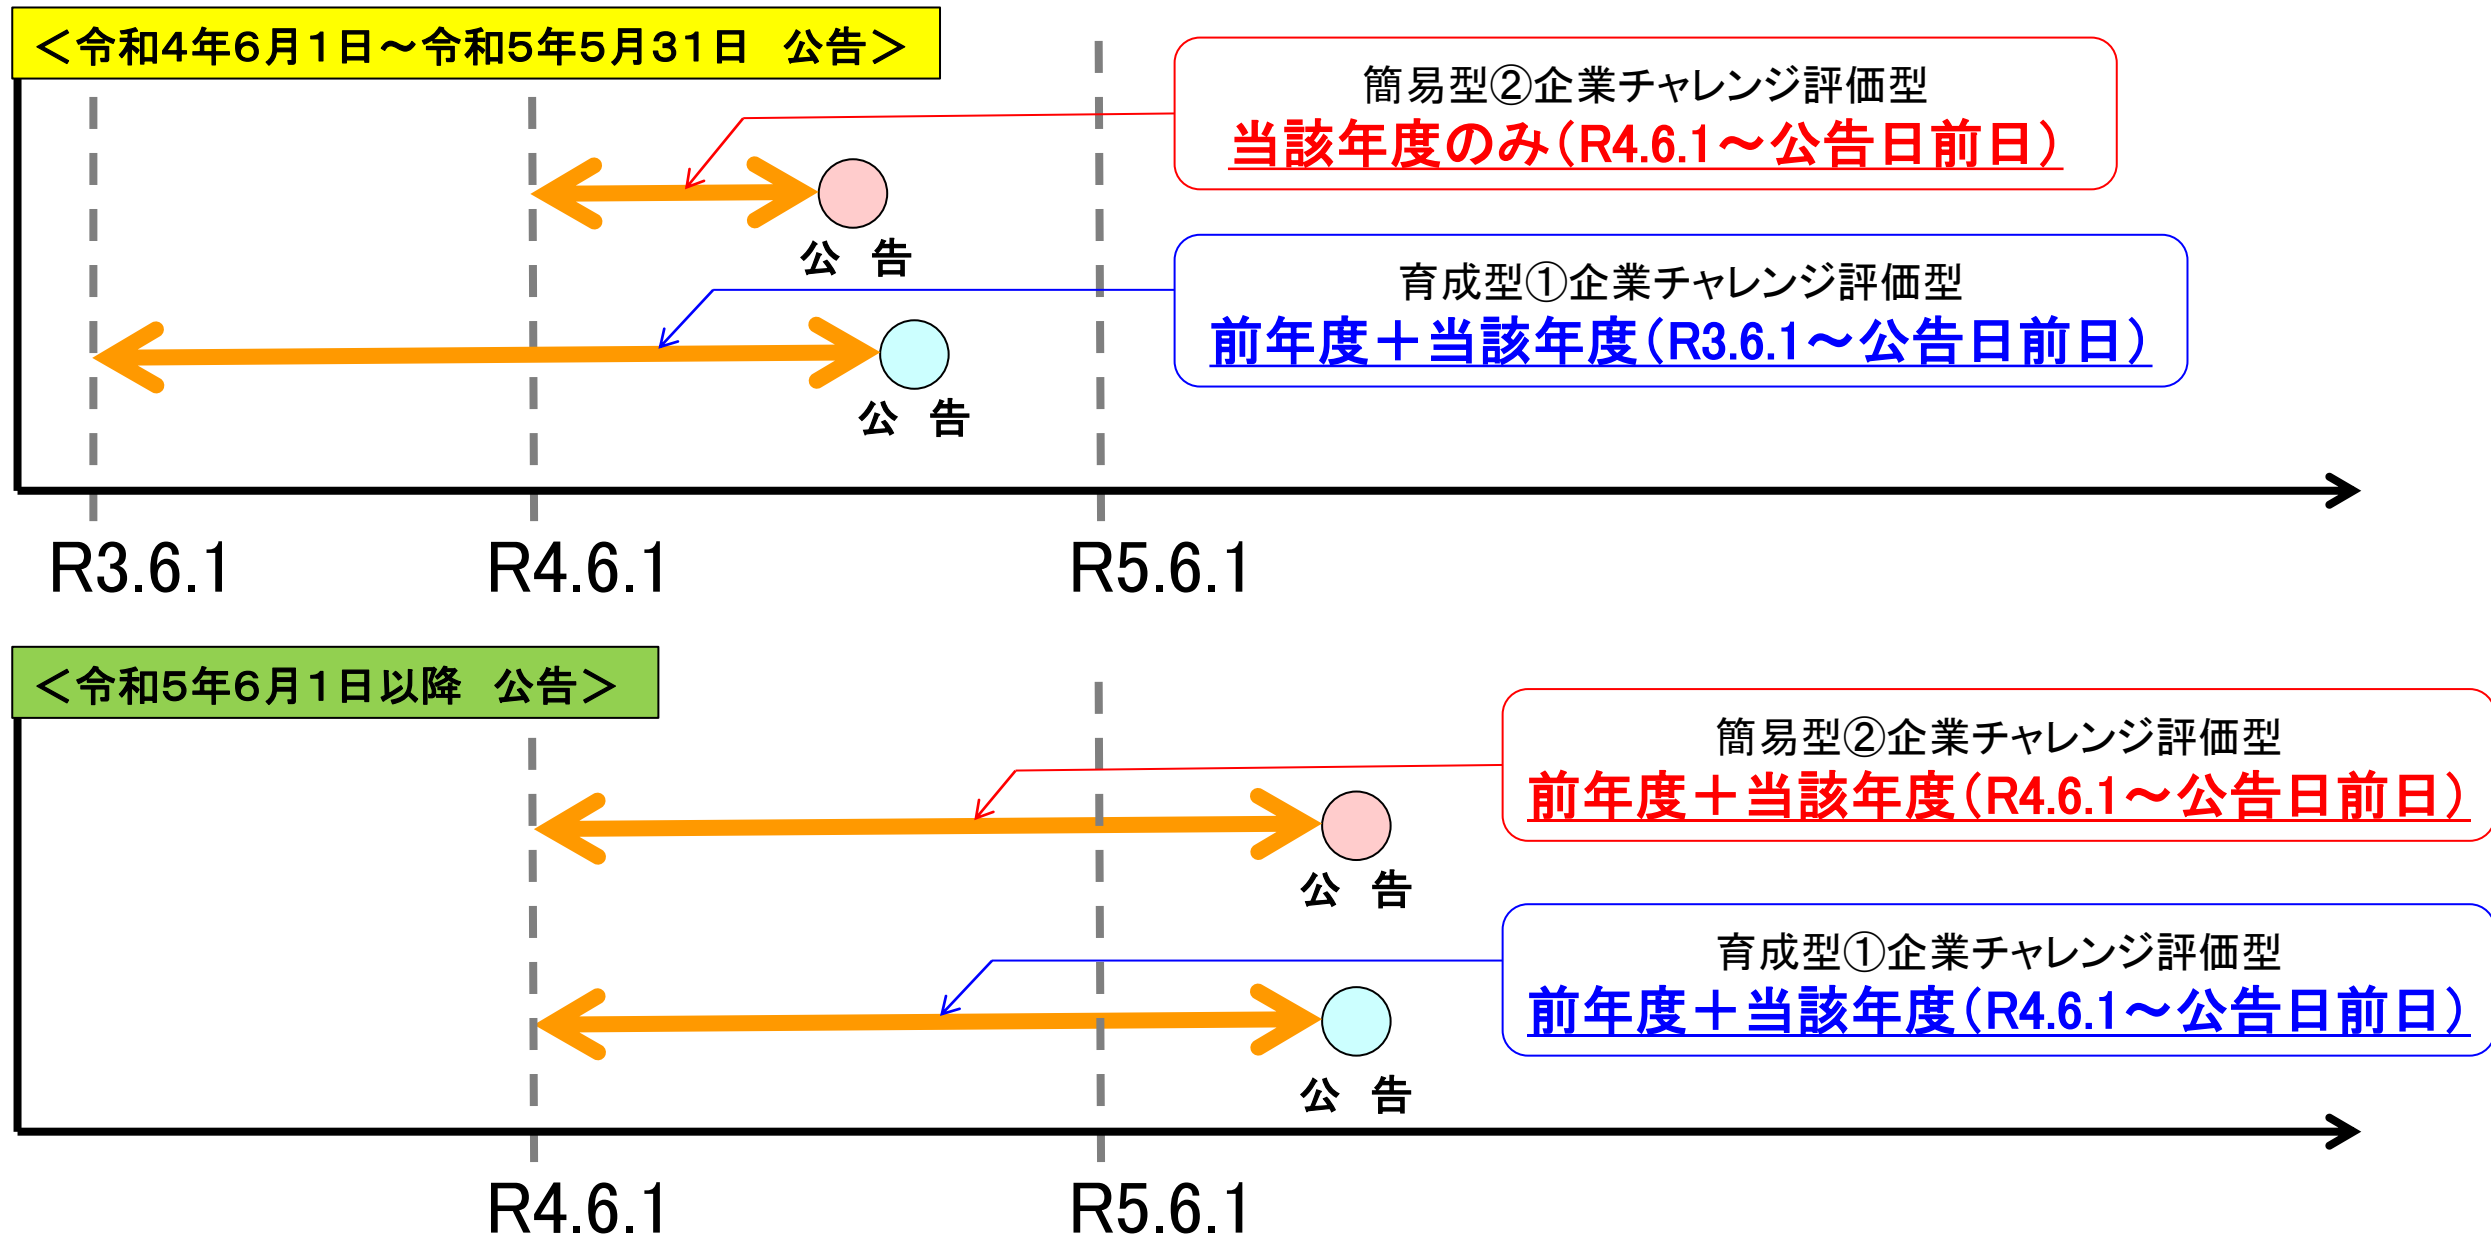 ＜令和４年６月１日～令和５年５月３１日　公告＞
簡易型②企業チャレンジ評価型
当該年度のみ（R4.6.1～公告日前日）
公　告
育成型①企業チャレンジ評価型
前年度＋当該年度（R3.6.1～公告日前日）
公　告
R3.6.1
R4.6.1
R5.6.1
＜令和５年６月１日以降　公告＞
簡易型②企業チャレンジ評価型
前年度＋当該年度（R4.6.1～公告日前日）
公　告
育成型①企業チャレンジ評価型
前年度＋当該年度（R4.6.1～公告日前日）
公　告
R4.6.1
R5.6.1